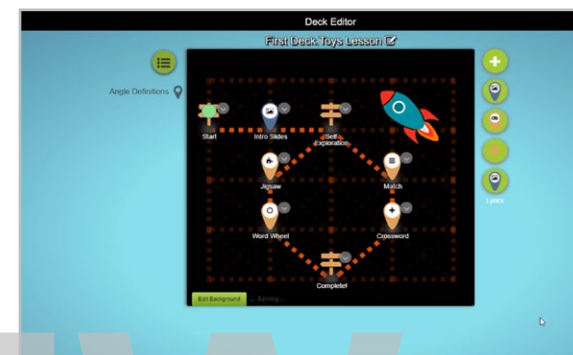 Deck Editor
First Deck Toys Lesson
Angle Definitions
Start
Intro Slides
Self Exploration
Jigsaw
Match
Word Wheel
Crossword
Complete!
Lyrics
Edit Background
Saving...